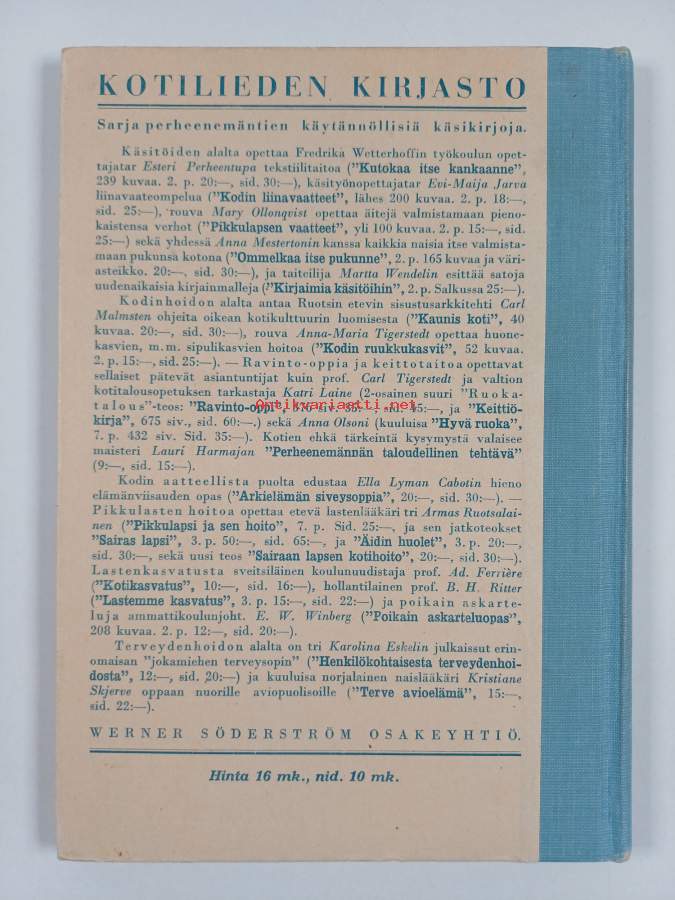 KOTILIEDEN KIRJASTO
Sarja perheenemäntien käytännöllisiä käsikirjoja.
Käsitöiden alalta opettaa Fredrika Wetterhoffin työkoulun opet-
tajatar Esteri Perheentupa tekstiilitaitoa ("Kutokaa itse kankaanne",
239 kuvaa. 2. p. 20:—, sid. 30:—), käsityönopettajatar Evi-Maija Jarva
liinavaateompelua ("Kodin liinavaatteet", lähes 200 kuvaa. 2. p. 18:—,
sid. 25:—), rouva Mary Ollonqvist opettaa äitejä valmistamaan pieno-
kaistensa verhot ("Pikkulapsen vaatteet", yli 100 kuvaa. 2. p. 15:—, sid.
25:—) sekä yhdessä Anna Mestertonin kanssa kaikkia naisia itse valmista-
maan pukunsa kotona ("Ommelkaa itse pukunne", 2. p. 165 kuvaa ja väri-
asteikko. 20:—, sid. 30:—), ja taiteilija Martta Wendelin esittää satoja
uudenaikaisia kirjainmalleja ("Kirjaimia käsitöihin", 2. p. Salkussa 25:—).
Kodinhoidon alalta antaa Ruotsin etevin sisustusarkkitehti Carl
Malmsten ohjeita oikean kotikulttuurin luomisesta ("Kaunis koti", 40
kuvaa. 20:—, sid. 30:—), rouva Anna-Maria Tigerstedt opettaa huone-
kasvien, m.m. sipulikasvien hoitoa ("Kodin ruukkukasvit", 52 kuvaa.
2. p. 15:—, sid. 25:—). — Ravinto-oppia ja keittotaitoa opettavat
sellaiset pätevät asiantuntijat kuin prof. Carl Tigerstedt ja valtion
kotitalousopetuksen tarkastaja Katri Laine (2-osainen suuri "Ruoka-
talous"-teos: "Ravinto-oppi", siv. sid. 45:—, ja "Keittiö-
kirja", 675 siv., sid. 60:—.) sekä Anna Olsoni (kuuluisa "Hyvä ruoka",
7. p. 432 siv. Sid. 35:—). Kotien ehkä tärkeintä kysymystä valaisee
maisteri Lauri Harmajan "Perheenemännän taloudellinen tehtävä"
(9:—, sid. 15:—).
Kodin aatteellista puolta edustaa Ella Lyman Cabotin hieno
elämänviisauden opas ("Arkielämän siveysoppia", 20:—, sid. 30:—). —
Pikkulasten hoitoa opettaa etevä lastenlääkäri tri Armas Ruotsalai-
nen ("Pikkulapsi ja sen hoito", 7. p. Sid. 25:—, ja sen jatkoteokset
"Sairas lapsi", 3. p. 50:—, sid. 65:—, ja "Äidin huolet", 3. p. 20:—,
sid. 30:—, sekä uusi teos "Sairaan lapsen kotihoito", 20:—, sid. 30:—).
Lastenkasvatusta sveitsiläinen koulunuudistaja prof. Ad. Ferrière
("Kotikasvatus", 10:—, sid. 16:—), hollantilainen prof. B. H. Ritter
("Lastemme kasvatus", 3. p. 15:—, sid. 22:—) ja poikain askarte-
luja ammattikoulunjoht. E. W. Winberg ("Poikain askarteluopas",
208 kuvaa. 2. p. 12:—, sid. 20:—).
Terveydenhoidon alalta on tri Karolina Eskelin julkaissut erin-
omaisan "jokamiehen terveysopin" ("Henkilökohtaisesta terveydenhoi-
dosta", 12:—, sid. 20:—) ja kuuluisa norjalainen naislääkäri Kristiane
Skjerve oppaan nuorille aviopuolisoille ("Terve avioelämä", 15:—,
sid. 22:—).
WERNER SÖDERSTRÖM OSAKEYHTIÖ.
Hinta 16 mk., nid. 10 mk.
Antikvariaatti.net